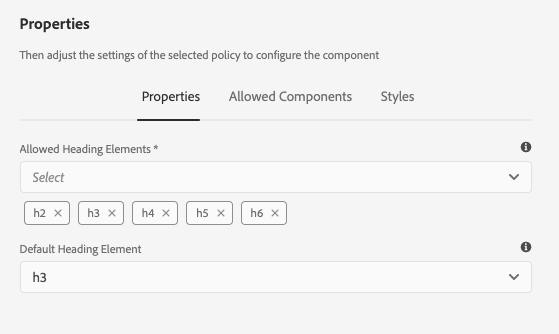 Properties
Then adjust the settings of the selected policy to configure the component
Properties Allowed Components Styles
Allowed Heading Elements *
Select
h2 h3 h4 h5 h6
Default Heading Element
h3